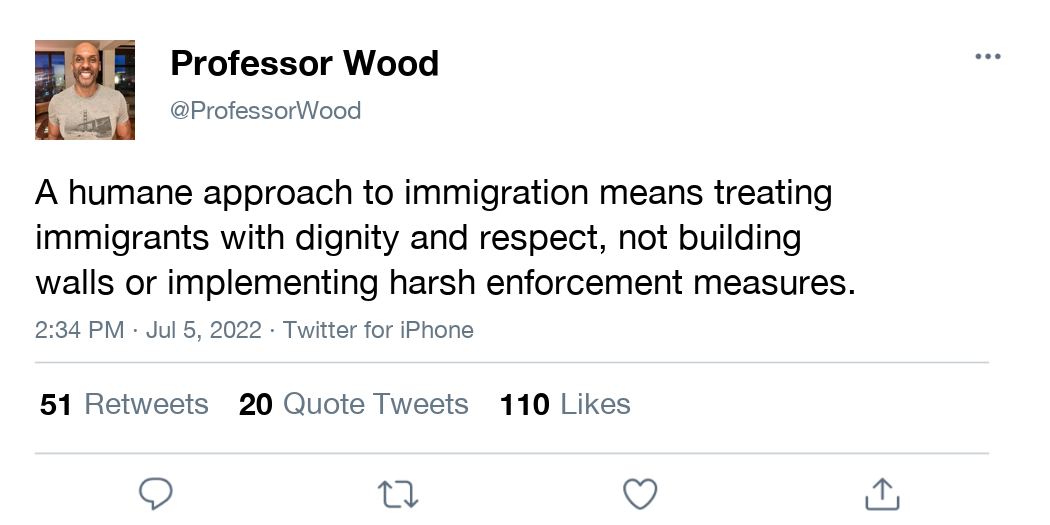 Professor Wood
@ProfessorWood
A humane approach to immigration means treating
immigrants with dignity and respect, not building
walls or implementing harsh enforcement measures.
2:34 PM · Jul 5, 2022 · Twitter for iPhone
51 Retweets 20 Quote Tweets 110 Likes